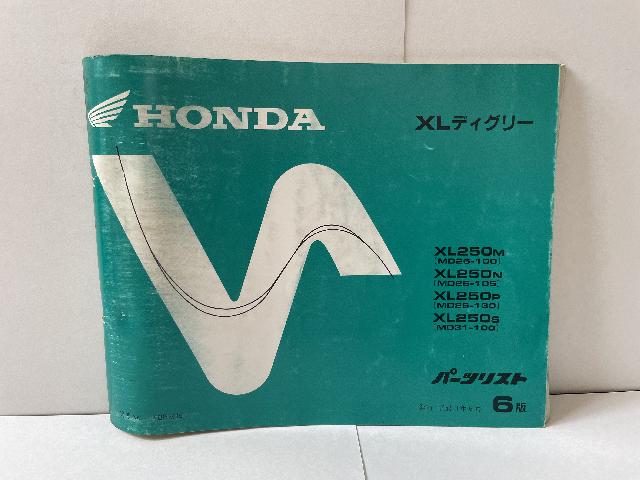 HONDA
XLディグリー
XL250M
(MD26-100)
XL250N
(MD26-105)
XL250P
(MD26-130)
XL250S
(MD31-100)
パーツリスト
6版